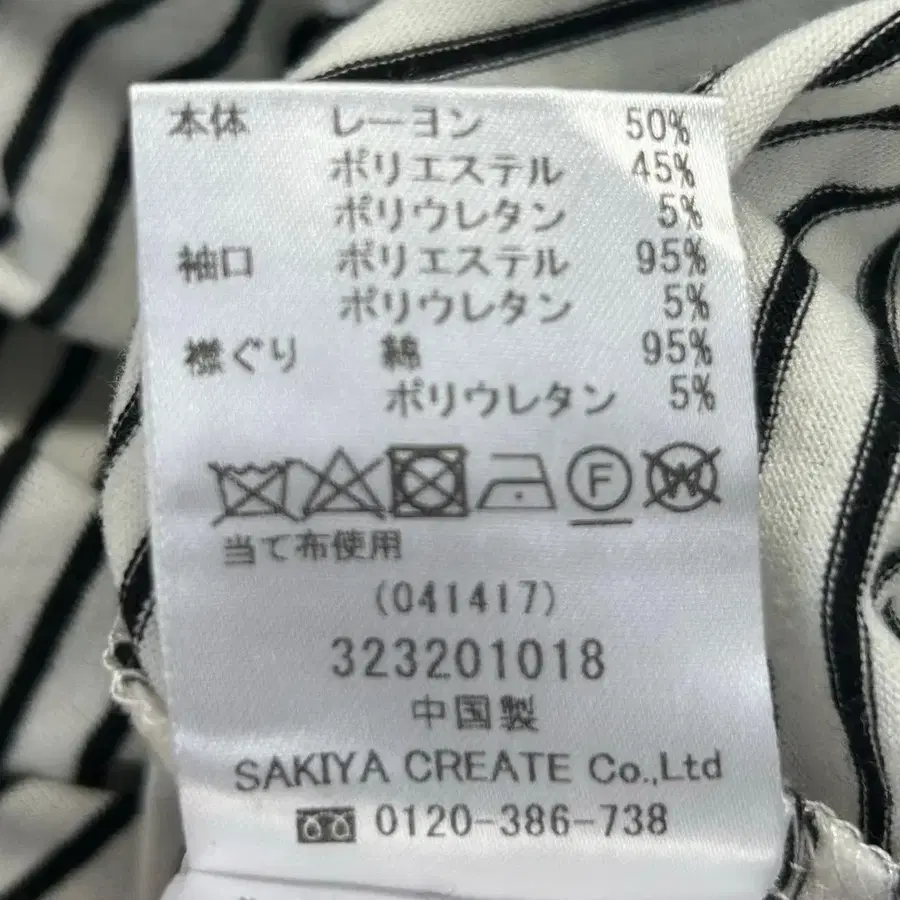 本体 レーヨン 50%
ポリエステル 45%
ポリウレタン 5%
袖口 ポリエステル 95%
ポリウレタン 5%
襟ぐり 綿 95%
ポリウレタン 5%
F W
当て布使用
(041417)
323201018
中国製
SAKIYA CREATE Co.,Ltd
0120-386-738